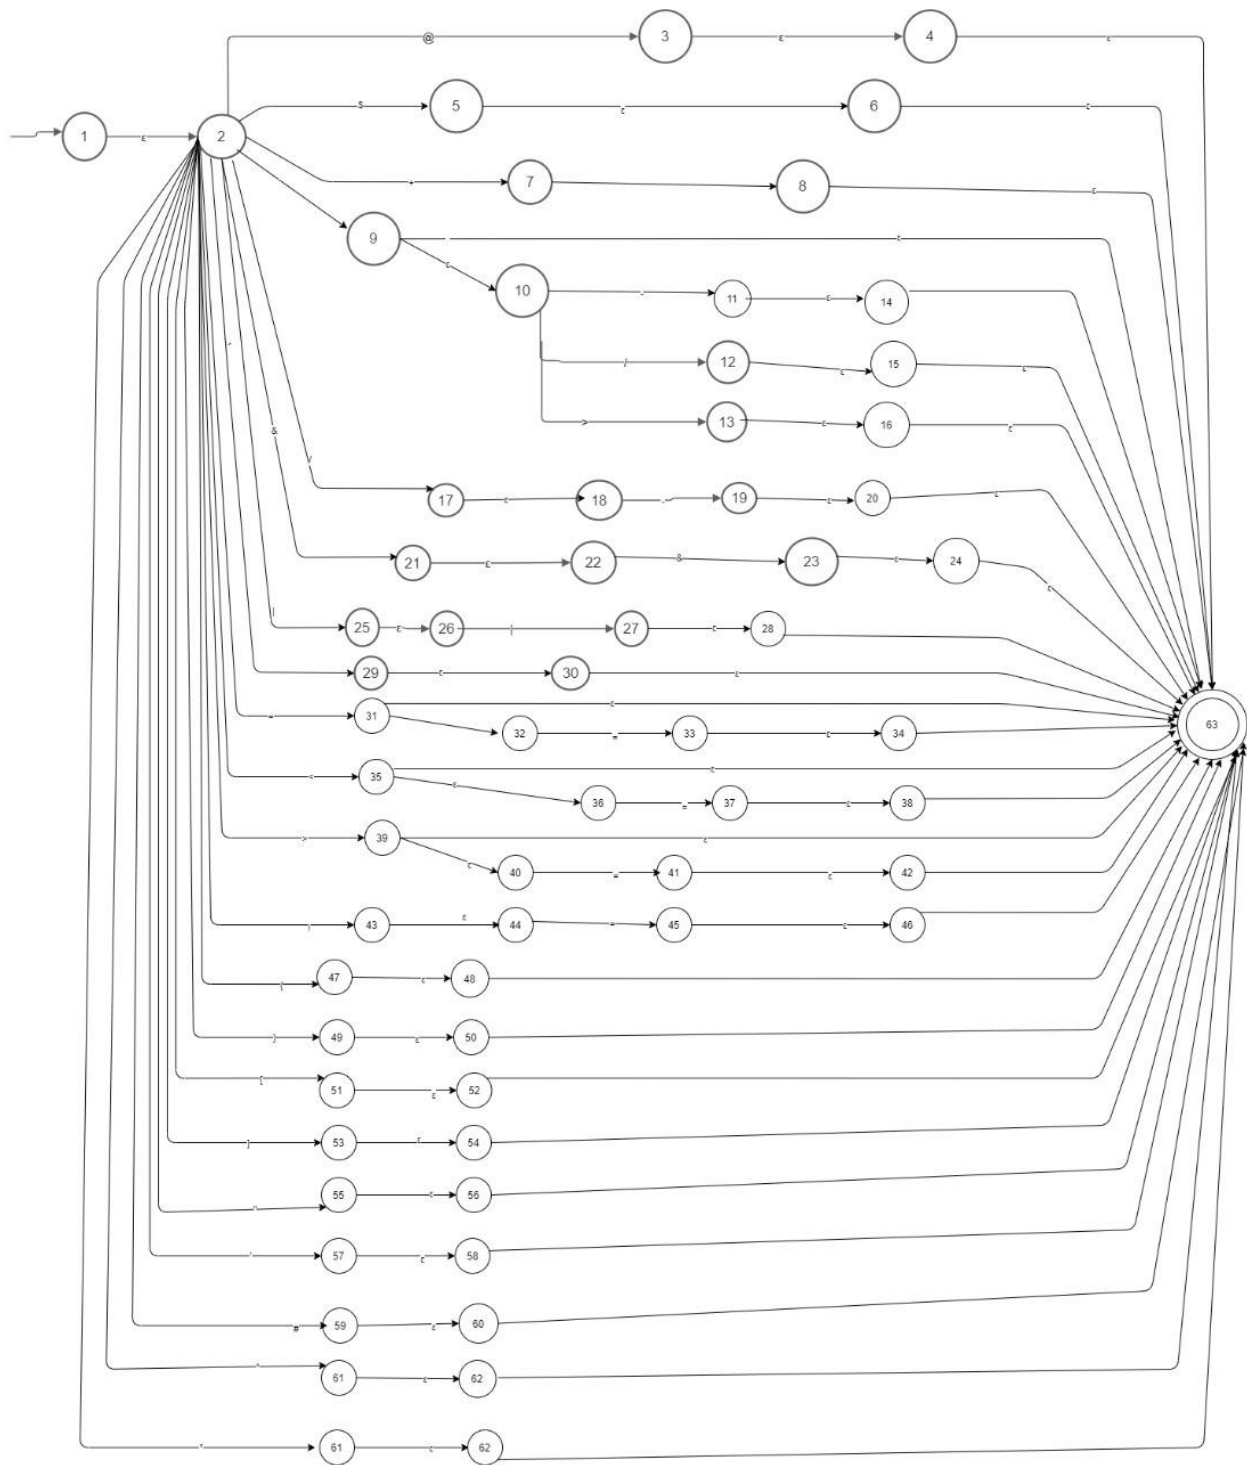 @ 3 ε 4 ε
$ 5 ε 6 ε
1 ε 2
+ 7 8 ε
9 ε
ε 10 - 11 ε 14
/ 12 ε 15 ε
> 13 ε 16 ε
&
17 ε 18 - 19 ε 20 ε
21 ε 22 & 23 ε 24 ε
| 25 ε 26 27 ε 28
29 ε 30 ε
= 31 ε
32 = 33 ε 34 63
< 35 ε
ε 36 = 37 ε 38
> 39 ε
ε 40 = 41 ε 42
43 ε 44 = 45 ε 46
47 ε 48
49 ε 50
[ 51 ε 52
] 53 ε 54
55 ε 56
57 ε 58
# 59 ε 60
61 ε 62
61 ε 62